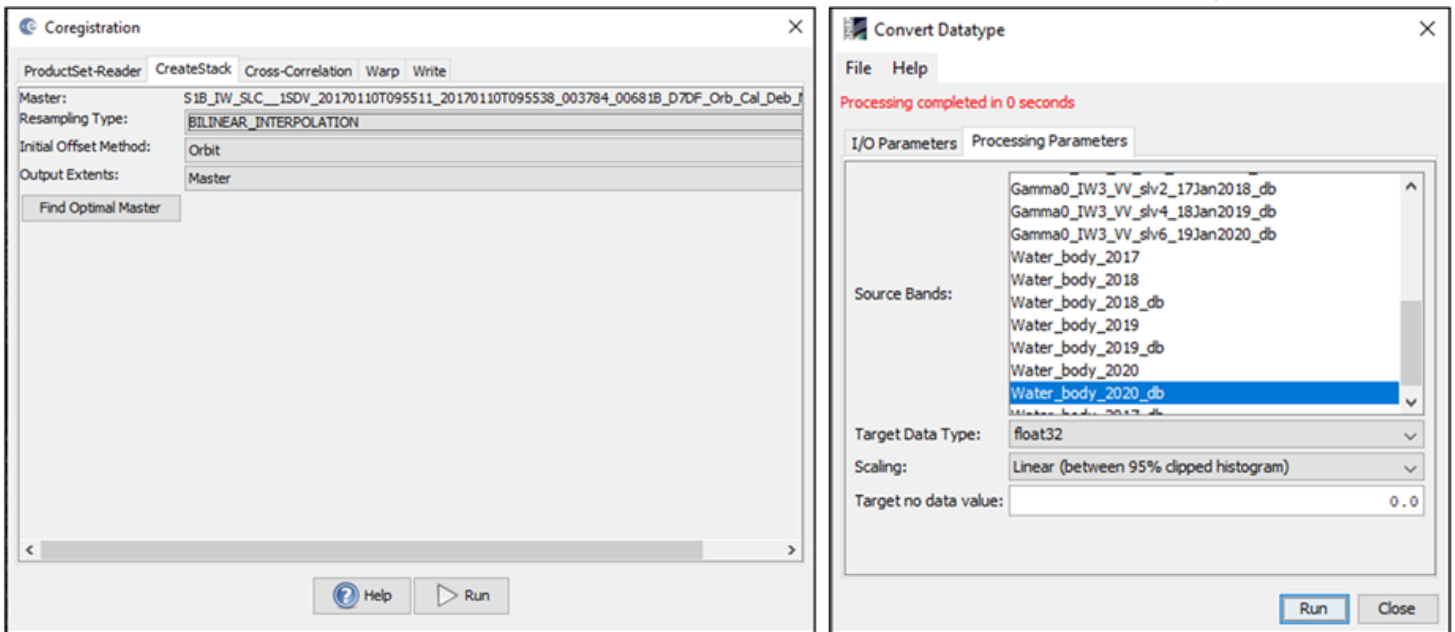 Coregistration
ProductSet-Reader CreateStack Cross-Correlation Warp Write
Master: S1B_IW_SLC__1SDV_20170110T095511_20170110T095538_003784_00681B_D7DF_Orb_Cal_Deb_
Resampling Type: BILINEAR_INTERPOLATION
Initial Offset Method: Orbit
Output Extents: Master
Find Optimal Master
Help Run
Convert Datatype
File Help
Processing completed in 0 seconds
I/O Parameters Processing Parameters
Source Bands:
Gamma0_IW3_VV_slv2_17Jan2018_db
Gamma0_IW3_VV_slv4_18Jan2019_db
Gamma0_IW3_VV_slv6_19Jan2020_db
Water_body_2017
Water_body_2018
Water_body_2018_db
Water_body_2019
Water_body_2019_db
Water_body_2020
Water_body_2020_db
Water_body_2017_db
Target Data Type: float32
Scaling: Linear (between 95% clipped histogram)
Target no data value: 0.0
Run Close